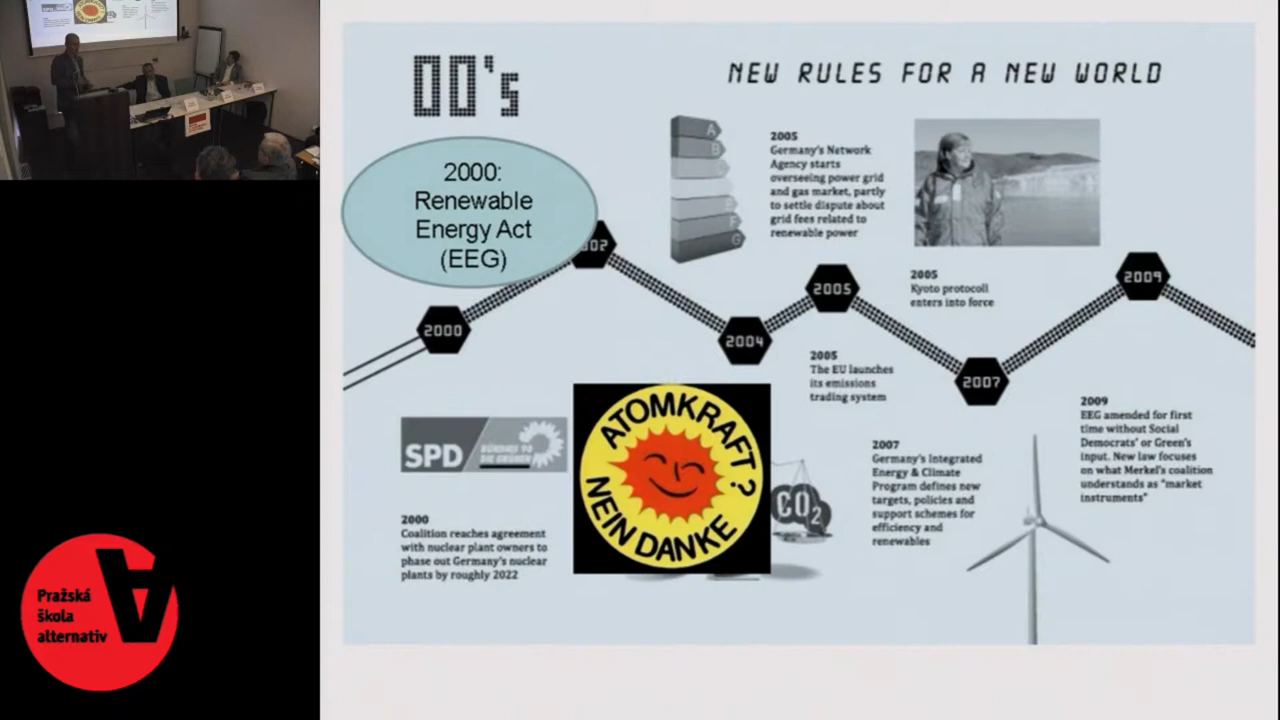 00's
NEW RULES FOR A NEW WORLD
2000:
Renewable
Energy Act
(EEG)
2005
Germany's Network
Agency starts
overseeing power grid
and gas market, partly
to settle dispute about
grid fees related to
renewable power
A
B
E
F
G
2005
Kyoto protocoll
enters into force
2000
2004
2005
2007
2009
2005
The EU launches
its emissions
trading system
SPD
BÜNDNIS 90
DIE GRÜNEN
ATOMKRAFT?
NEIN DANKE
CO2
2000
Coalition reaches agreement
with nuclear plant owners to
phase out Germany's nuclear
plants by roughly 2022
2007
Germany's Integrated
Energy & Climate
Program defines new
targets, policies and
support schemes for
efficiency and
renewables
2009
EEG amended for first
time without Social
Democrats' or Green's
input. New law focuses
on what Merkel's coalition
understands as "market
instruments"
Pražská
škola
alternativ
A